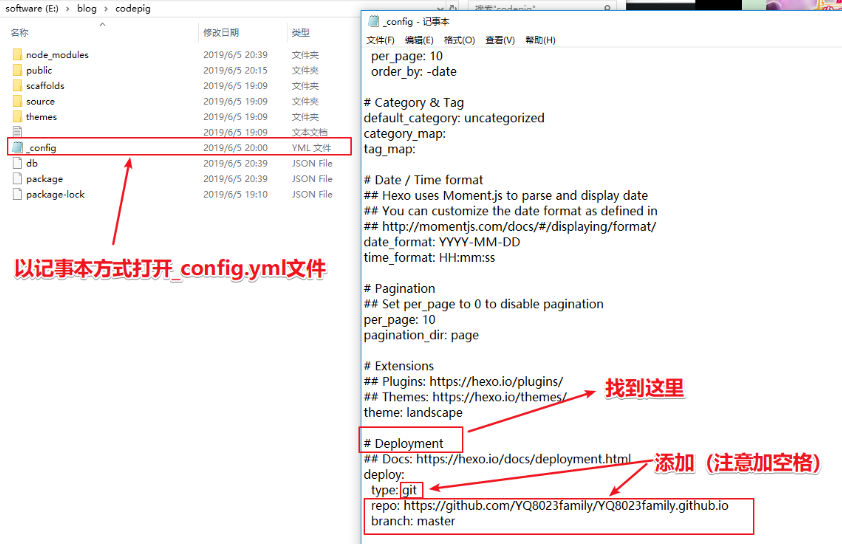 software (E:) > blog > codepig
搜索"codepig"
名称 修改日期 类型
node_modules 2019/6/5 20:39 文件夹
public 2019/6/5 20:15 文件夹
scaffolds 2019/6/5 19:09 文件夹
source 2019/6/5 19:09 文件夹
themes 2019/6/5 19:09 文件夹
2019/6/5 19:09 文本文档
_config 2019/6/5 20:00 YML 文件
db 2019/6/5 20:39 JSON File
package 2019/6/5 20:39 JSON File
package-lock 2019/6/5 19:10 JSON File
以记事本方式打开_config.yml文件
_config - 记事本
文件(F) 编辑(E) 格式(O) 查看(V) 帮助(H)
per_page: 10
order_by: -date
# Category & Tag
default_category: uncategorized
category_map:
tag_map:
# Date / Time format
## Hexo uses Moment.js to parse and display date
## You can customize the date format as defined in
## http://momentjs.com/docs/#/displaying/format/
date_format: YYYY-MM-DD
time_format: HH:mm:ss
# Pagination
## Set per_page to 0 to disable pagination
per_page: 10
pagination_dir: page
# Extensions
## Plugins: https://hexo.io/plugins/
## Themes: https://hexo.io/themes/
theme: landscape
找到这里
# Deployment
## Docs: https://hexo.io/docs/deployment.html
添加（注意加空格）
deploy:
type: git
repo: https://github.com/YQ8023family/YQ8023family.github.io
branch: master